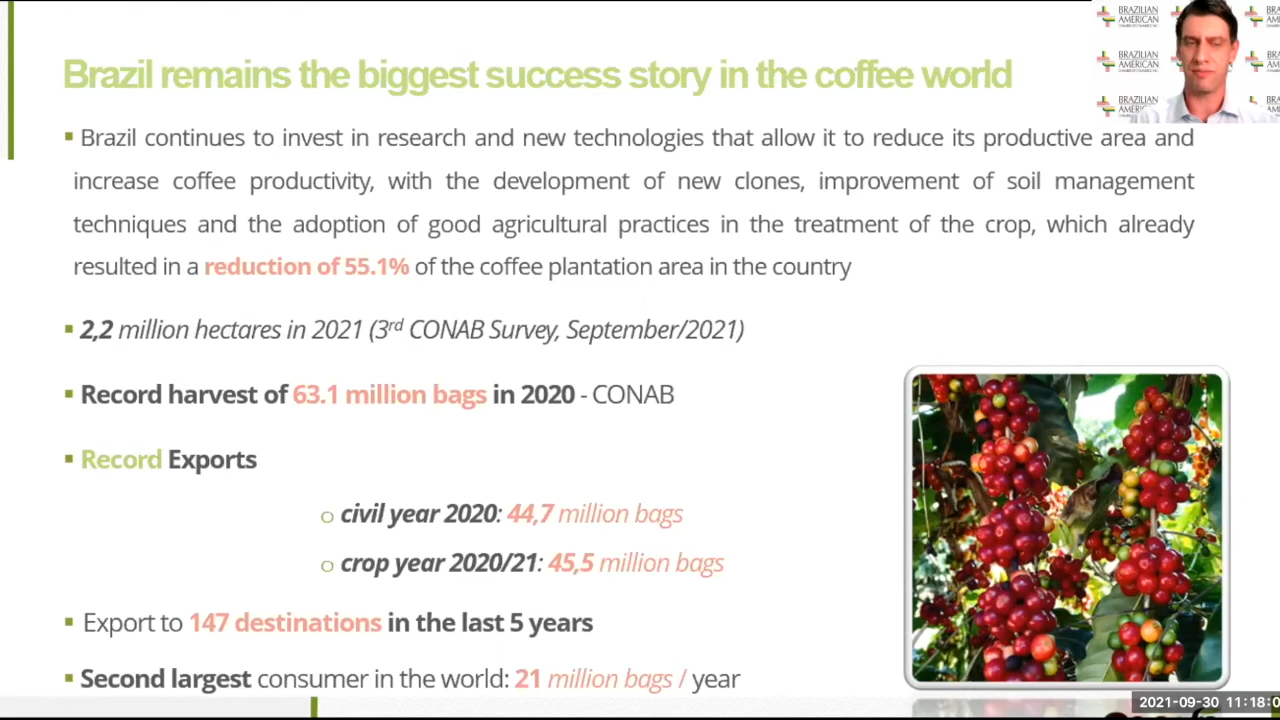 Brazil remains the biggest success story in the coffee world
BRAZILIAN
AMERICAN
BRAZILIAN
AMERICAN
BRAZILIAN
▪ Brazil continues to invest in research and new technologies that allow it to reduce its productive area and
increase coffee productivity, with the development of new clones, improvement of soil management
techniques and the adoption of good agricultural practices in the treatment of the crop, which already
resulted in a reduction of 55.1% of the coffee plantation area in the country
▪ 2,2 million hectares in 2021 (3rd CONAB Survey, September/2021)
▪ Record harvest of 63.1 million bags in 2020 - CONAB
▪ Record Exports
o civil year 2020: 44,7 million bags
o crop year 2020/21: 45,5 million bags
▪ Export to 147 destinations in the last 5 years
▪ Second largest consumer in the world: 21 million bags / year
2021-09-30 11:18:0